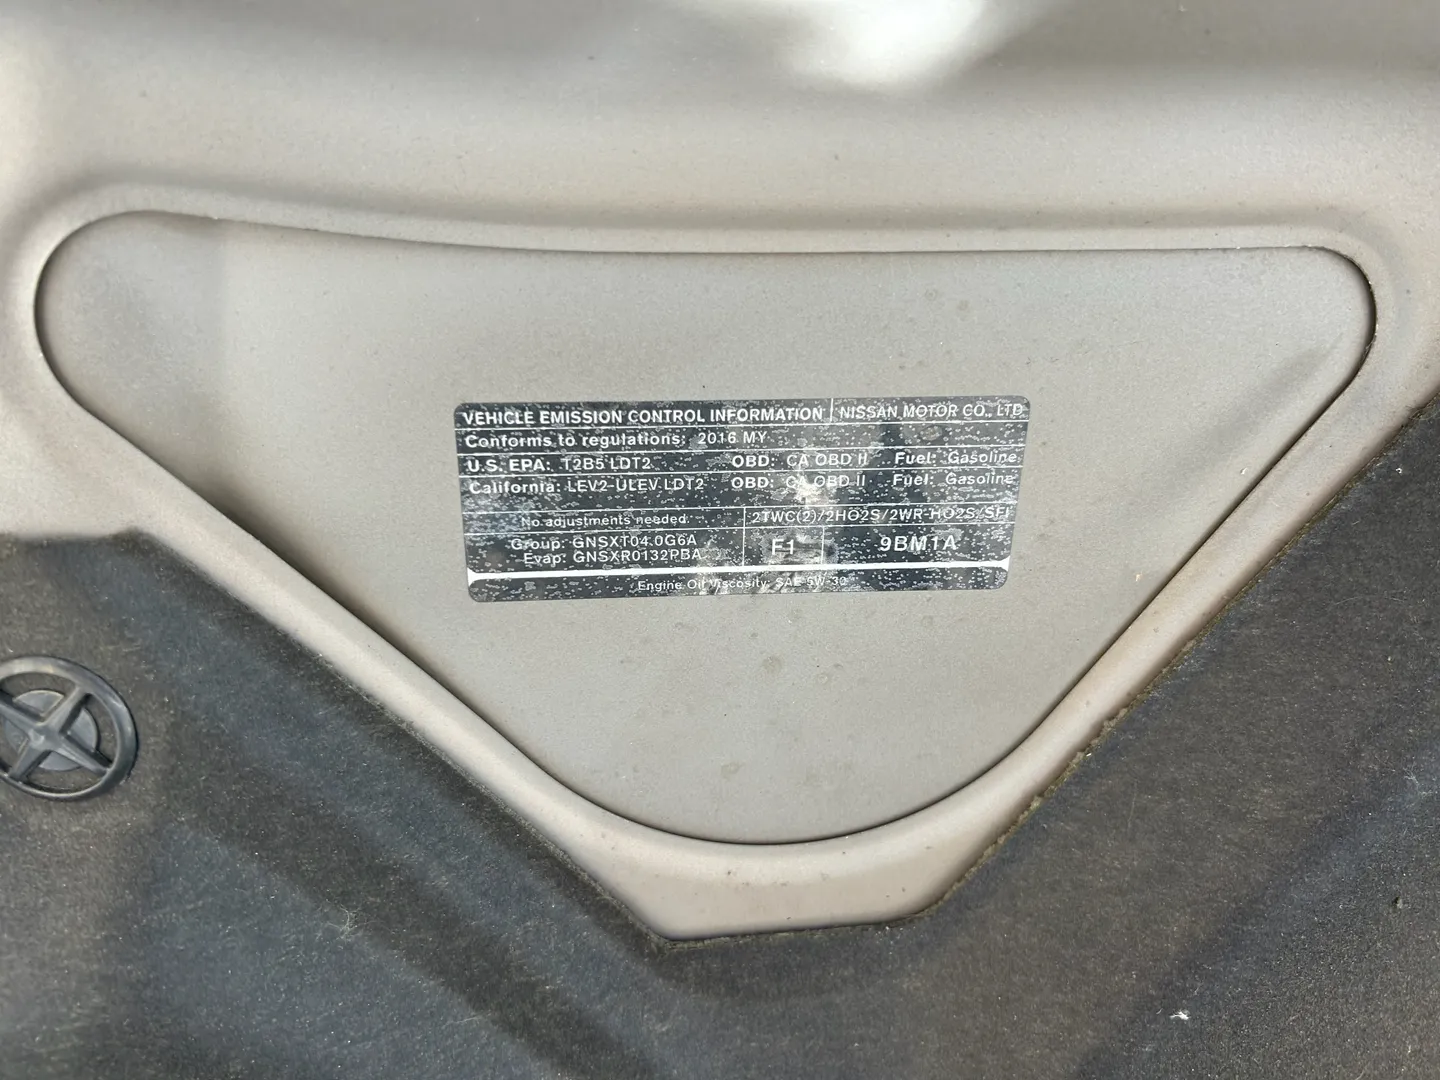 VEHICLE EMISSION CONTROL INFORMATION NISSAN MOTOR CO., LTD
Conforms to regulations: 2016 MY
U.S. EPA: T2B5 LDT2 OBD: CA OBD II Fuel: Gasoline
California: LEV2-ULEV LDT2 OBD: CA OBD II Fuel: Gasoline
No adjustments needed. 2TWC(2)/2HO2S/2WR-HO2S/SFI
Group: GNSXT04.0G6A
Evap: GNSXR0132PBA F1 9BM1A
Engine Oil Viscosity: SAE 5W-30